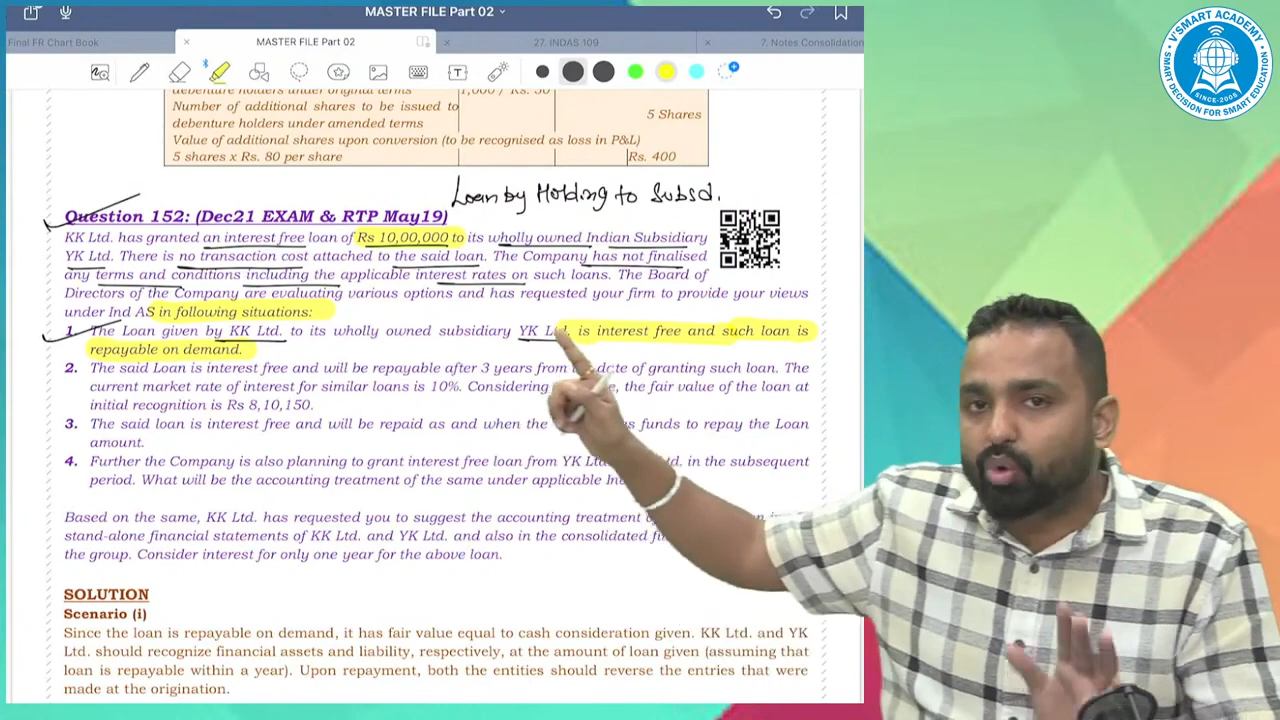 MASTER FILE Part 02
Final FR Chart Book
MASTER FILE Part 02
27. INDAS 109
7. Notes Consolidation
V'SMART ACADEMY
SMART DECISION FOR SMART EDUCATION
SINCE-2008
debenture holders under original terms
1,000 / Rs. 50
Number of additional shares to be issued to debenture holders under amended terms
5 Shares
Value of additional shares upon conversion (to be recognised as loss in P&L)
5 shares x Rs. 80 per share
Rs. 400
Loan by Holding to Subsd.
Question 152: (Dec21 EXAM & RTP May19)
KK Ltd. has granted an interest free loan of Rs 10,00,000 to its wholly owned Indian Subsidiary
YK Ltd. There is no transaction cost attached to the said loan. The Company has not finalised
any terms and conditions including the applicable interest rates on such loans. The Board of
Directors of the Company are evaluating various options and has requested your firm to provide your views
under Ind AS in following situations:
1. The Loan given by KK Ltd. to its wholly owned subsidiary YK Ltd. is interest free and such loan is
repayable on demand.
2. The said Loan is interest free and will be repayable after 3 years from date of granting such loan. The
current market rate of interest for similar loans is 10%. Considering the fair value of the loan at
initial recognition is Rs 8,10,150.
3. The said loan is interest free and will be repaid as and when the funds to repay the Loan
amount.
4. Further the Company is also planning to grant interest free loan from YK in the subsequent
period. What will be the accounting treatment of the same under applicable
Based on the same, KK Ltd. has requested you to suggest the accounting treatment
stand-alone financial statements of KK Ltd. and YK Ltd. and also in the consolidated
the group. Consider interest for only one year for the above loan.
SOLUTION
Scenario (i)
Since the loan is repayable on demand, it has fair value equal to cash consideration given. KK Ltd. and YK
Ltd. should recognize financial assets and liability, respectively, at the amount of loan given (assuming that
loan is repayable within a year). Upon repayment, both the entities should reverse the entries that were
made at the origination.